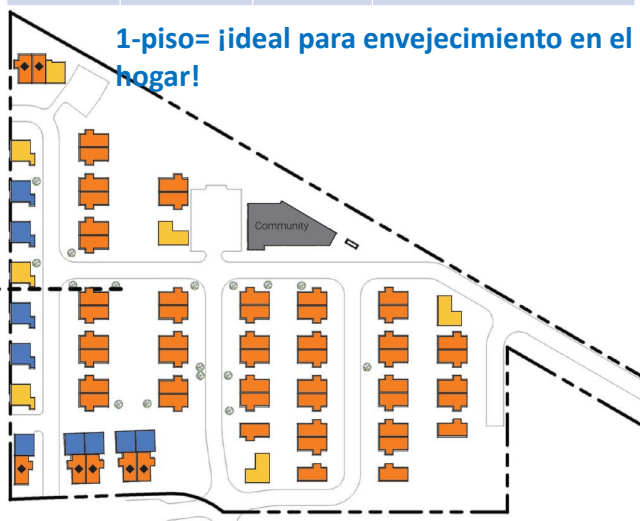 1-piso= ¡ideal para envejecimiento en el
hogar!
Community